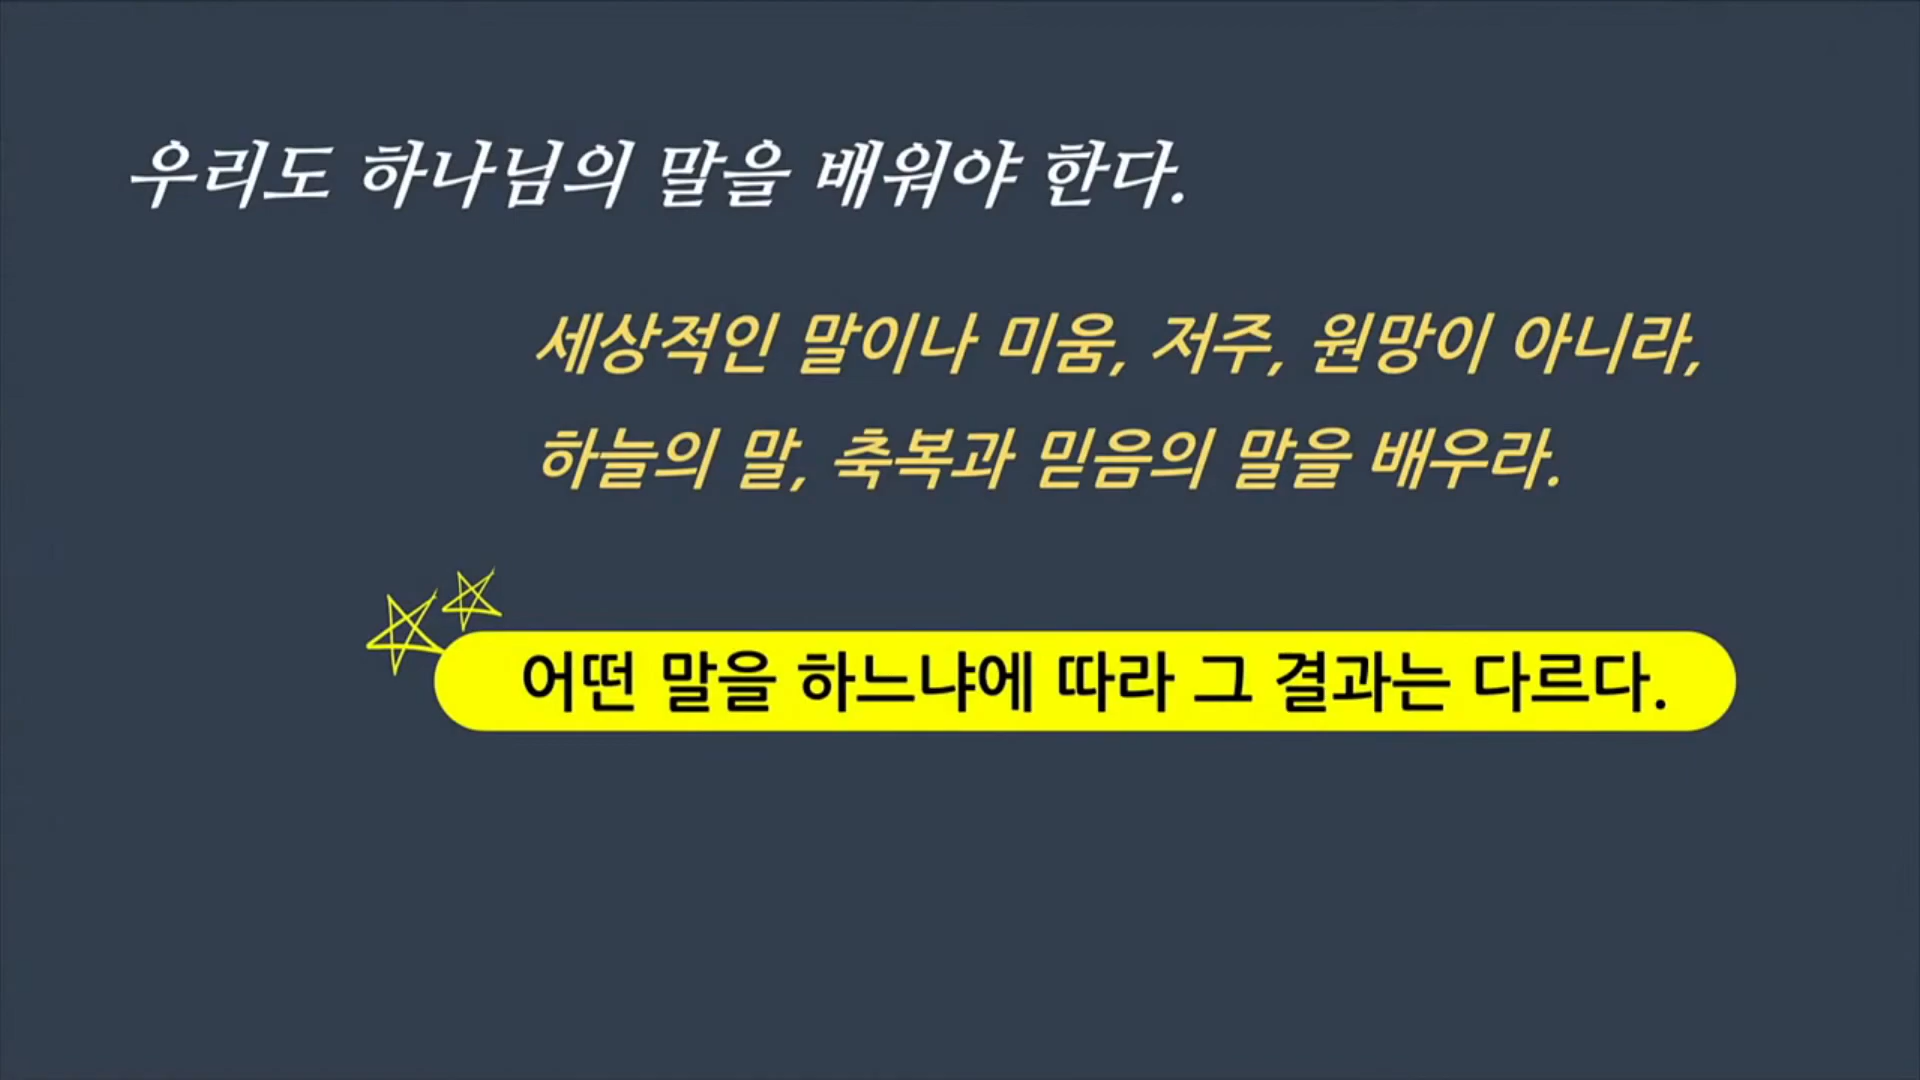 우리도 하나님의 말을 배워야 한다.
세상적인 말이나 미움, 저주, 원망이 아니라,
하늘의 말, 축복과 믿음의 말을 배우라.
어떤 말을 하느냐에 따라 그 결과는 다르다.